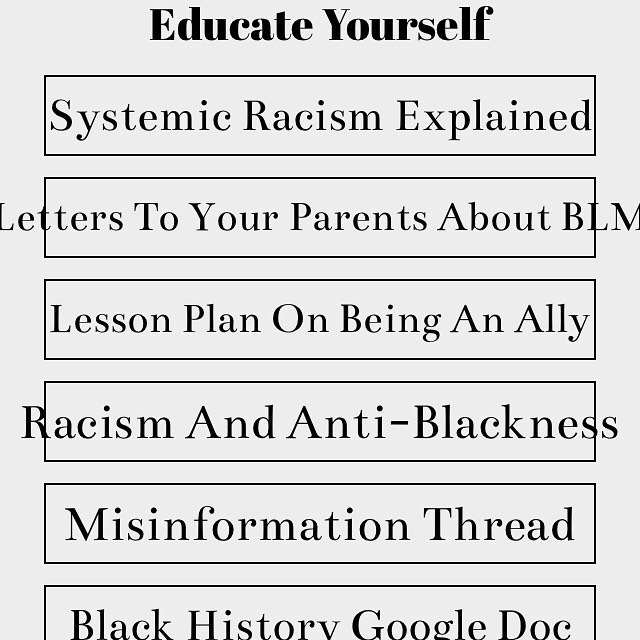 Educate Yourself
Systemic Racism Explained
Letters To Your Parents About BLM
Lesson Plan On Being An Ally
Racism And Anti-Blackness
Misinformation Thread
Black History Google Doc